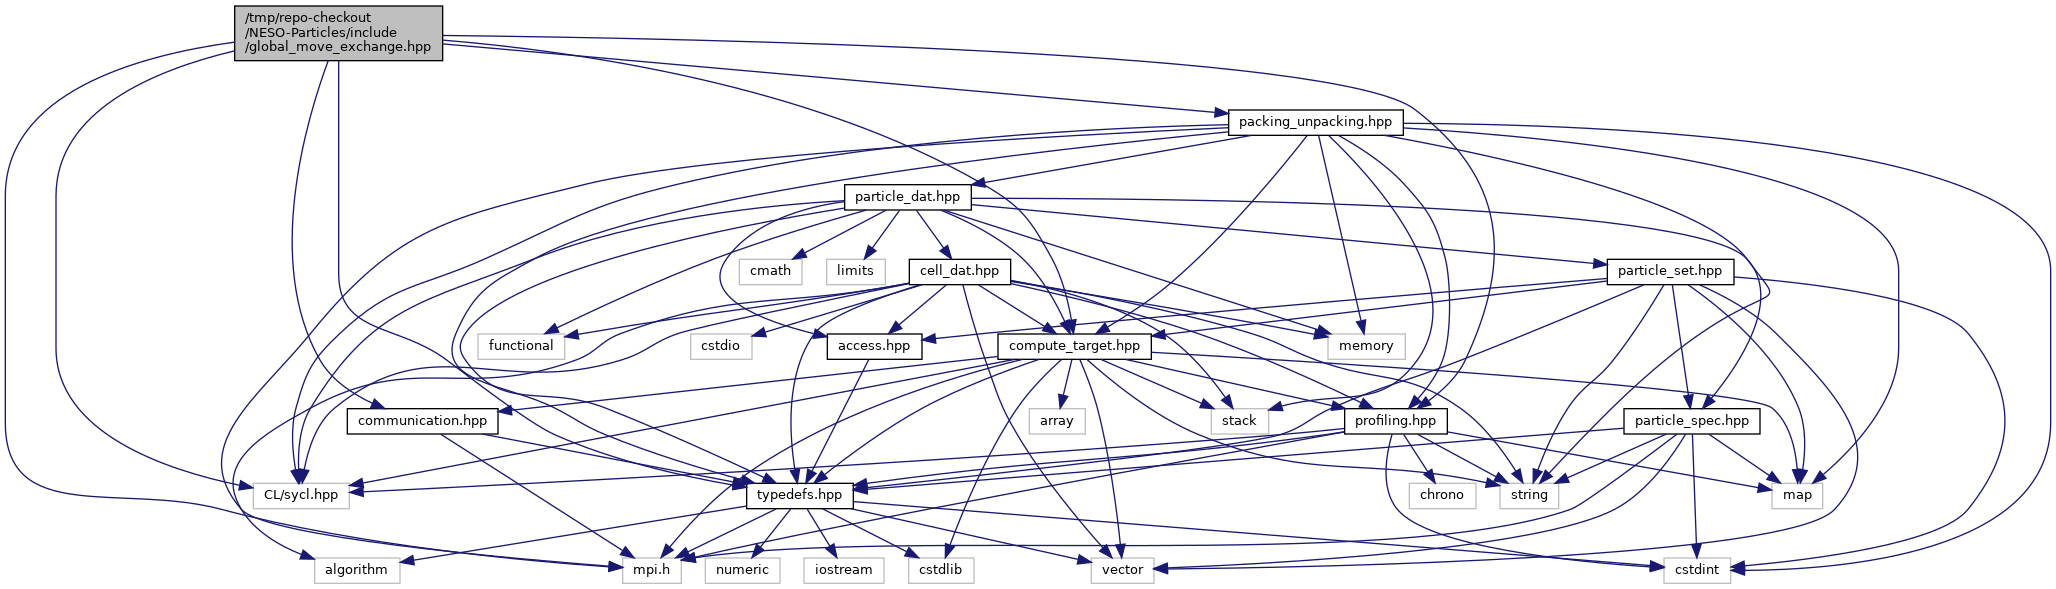 /tmp/repo-checkout
/NESO-Particles/include
/global_move_exchange.hpp
packing_unpacking.hpp
particle_dat.hpp
cmath
limits
cell_dat.hpp
particle_set.hpp
functional
cstdio
access.hpp
compute_target.hpp
memory
communication.hpp
array
stack
profiling.hpp
particle_spec.hpp
CL/sycl.hpp
typedefs.hpp
chrono
string
map
algorithm
mpi.h
numeric
iostream
cstdlib
vector
cstdint